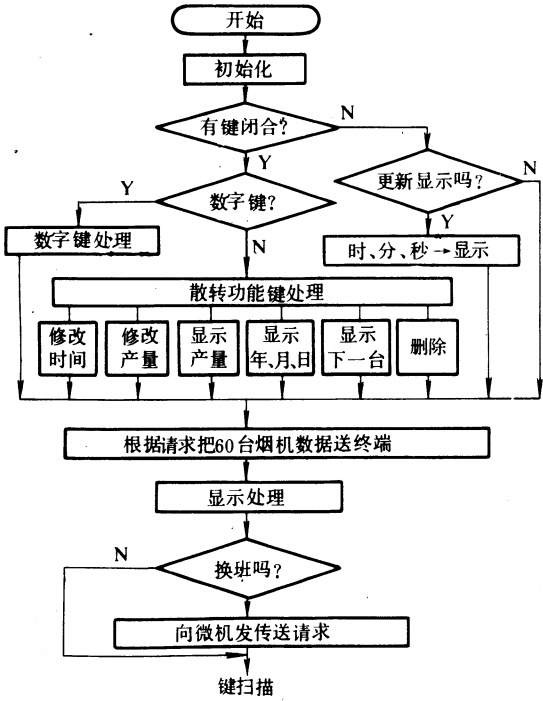 开始
初始化
有键闭合?
N
Y
更新显示吗?
N
Y
数字键?
Y
N
数字键处理
时、分、秒→显示
散转功能键处理
修改
时间
修改
产量
显示
产量
显示
年、月、日
显示
下一台
删除
根据请求把60台烟机数据送终端
显示处理
换班吗?
N
向微机发传送请求
键扫描